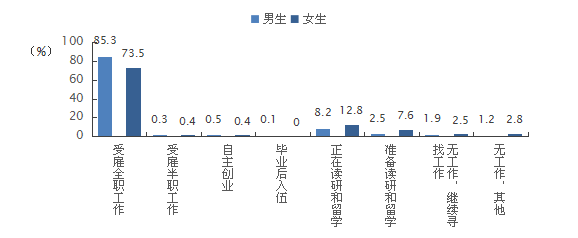 男生 女生
(%)
100
80
60
40
20
0
85.3 73.5
0.3 0.4
0.5 0.4
0.1 0
8.2 12.8
2.5 7.6
1.9 2.5
1.2 2.8
受雇全职工作
受雇半职工作
自主创业
毕业后入伍
正在读研和留学
准备读研和留学
无工作,继续寻
找工作
无工作,其他